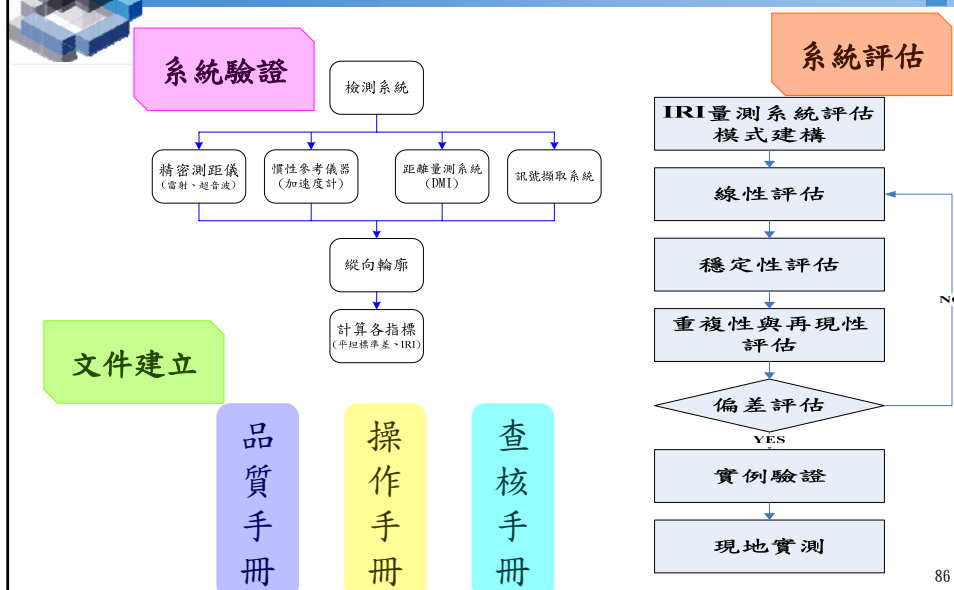 系統驗證
檢測系統
精密測距儀
(雷射、超音波)
慣性參考儀器
(加速度計)
距離量測系統
(DMI)
訊號擷取系統
縱向輪廓
計算各指標
(平坦標準差、IRI)
文件建立
品質手冊
操作手冊
查核手冊
系統評估
IRI量測系統評估
模式建構
線性評估
穩定性評估
重複性與再現性
評估
偏差評估
YES
實例驗證
現地實測
86